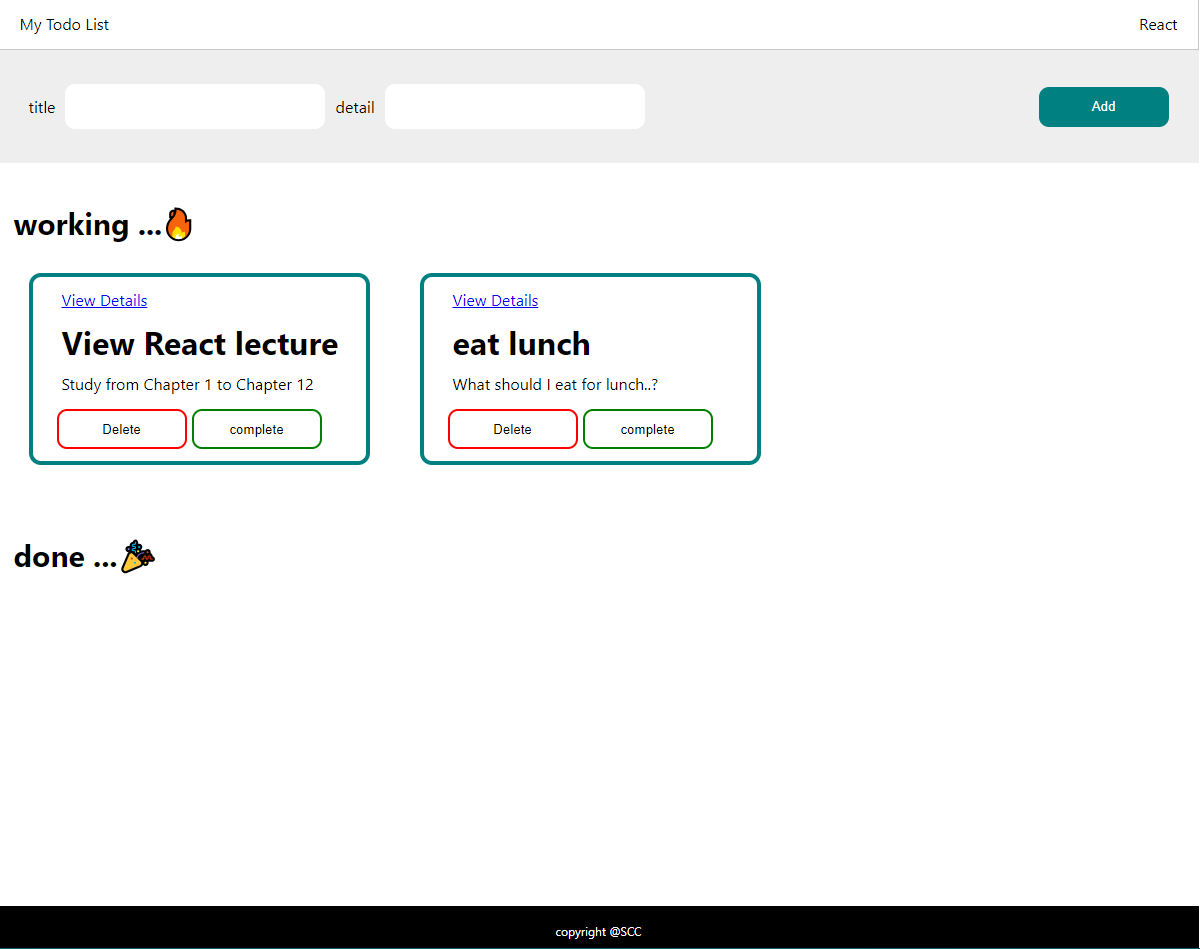 My Todo List React
title detail Add
working ...🔥
View Details View Details
View React lecture eat lunch
Study from Chapter 1 to Chapter 12 What should I eat for lunch..?
Delete complete Delete complete
done ...🎉
copyright @SCC